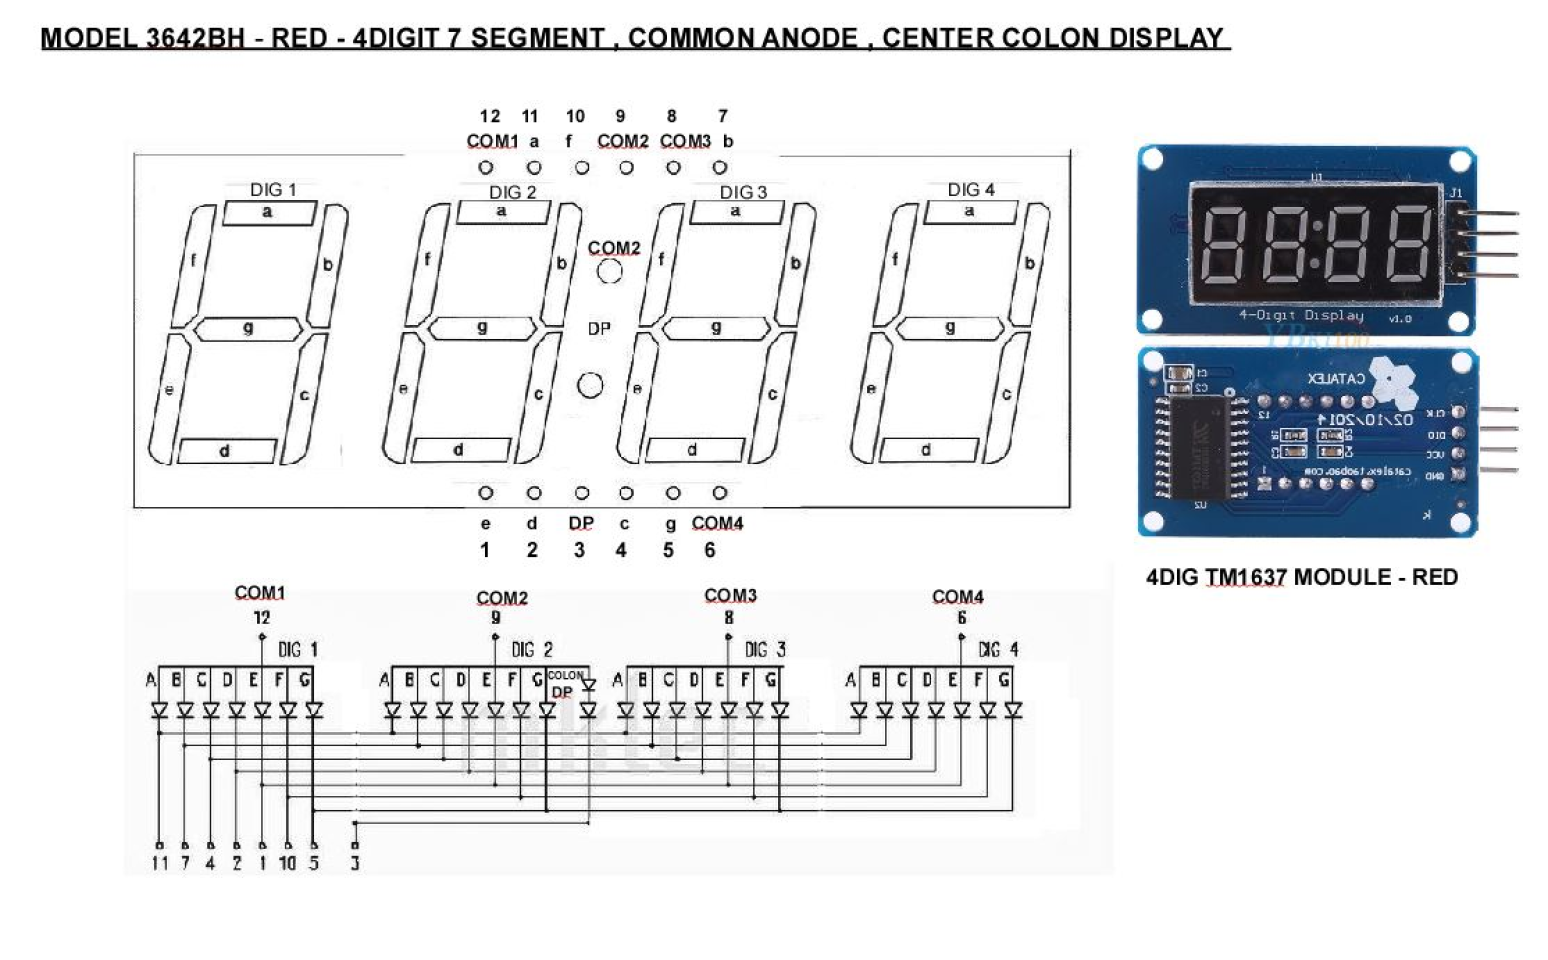 MODEL 3642BH - RED - 4DIGIT 7 SEGMENT , COMMON ANODE , CENTER COLON DISPLAY
12 11 10 9 8 7
COM1 a f COM2 COM3 b
DIG 1 DIG 2 DIG 3 DIG 4
a a a a
COM2
f b f b f b f b
g DP g g g
e c e c e c e c
d d d d
e d DP c g COM4
1 2 3 4 5 6
U1
J1
4-Digit Display v1.0
C1
C2
CATALEX
12
02/10/2014
CLK
DIO
VCC
GND
R1 R2
1
catalex.taobao.com
U2
k
4DIG TM1637 MODULE - RED
COM1 COM2 COM3 COM4
12 9 8 6
DIG 1 DIG 2 DIG 3 DIG 4
A B C D E F G A B C D E F G COLON A B C D E F G A B C D E F G
DP
mklec
11 7 4 2 1 10 5 3